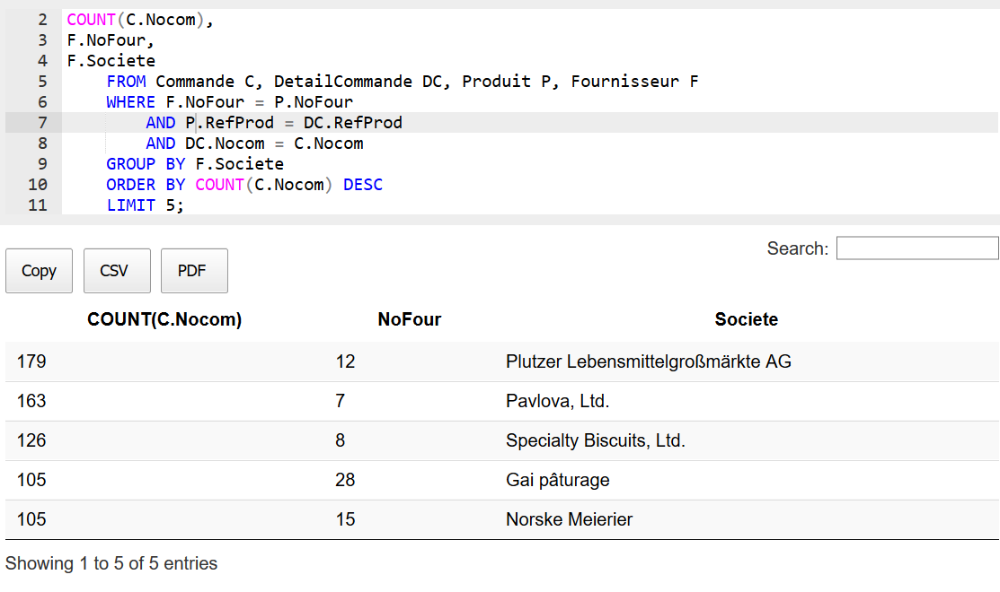 2 COUNT(C.Nocom),
3 F.NoFour,
4 F.Societe
5 FROM Commande C, DetailCommande DC, Produit P, Fournisseur F
6 WHERE F.NoFour = P.NoFour
7 AND P.RefProd = DC.RefProd
8 AND DC.Nocom = C.Nocom
9 GROUP BY F.Societe
10 ORDER BY COUNT(C.Nocom) DESC
11 LIMIT 5;
Search:
Copy CSV PDF
COUNT(C.Nocom) NoFour Societe
179 12 Plutzer Lebensmittelgroßmärkte AG
163 7 Pavlova, Ltd.
126 8 Specialty Biscuits, Ltd.
105 28 Gai pâturage
105 15 Norske Meierier
Showing 1 to 5 of 5 entries